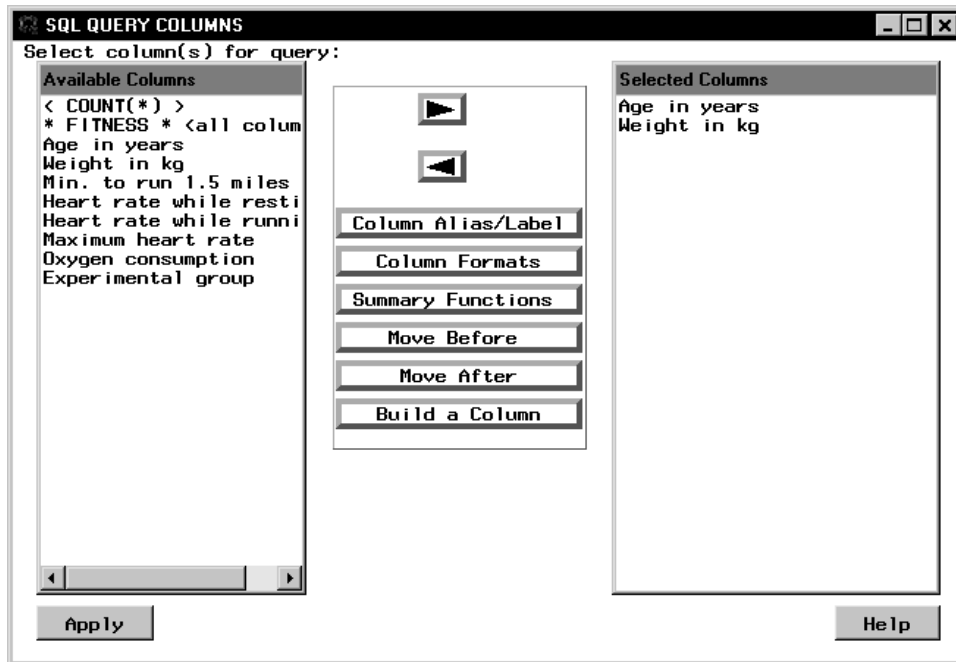 SQL QUERY COLUMNS
Select column(s) for query:
Available Columns
< COUNT(*) >
* FITNESS * <all colum
Age in years
Weight in kg
Min. to run 1.5 miles
Heart rate while resti
Heart rate while runni
Maximum heart rate
Oxygen consumption
Experimental group
Column Alias/Label
Column Formats
Summary Functions
Move Before
Move After
Build a Column
Selected Columns
Age in years
Weight in kg
Apply
Help